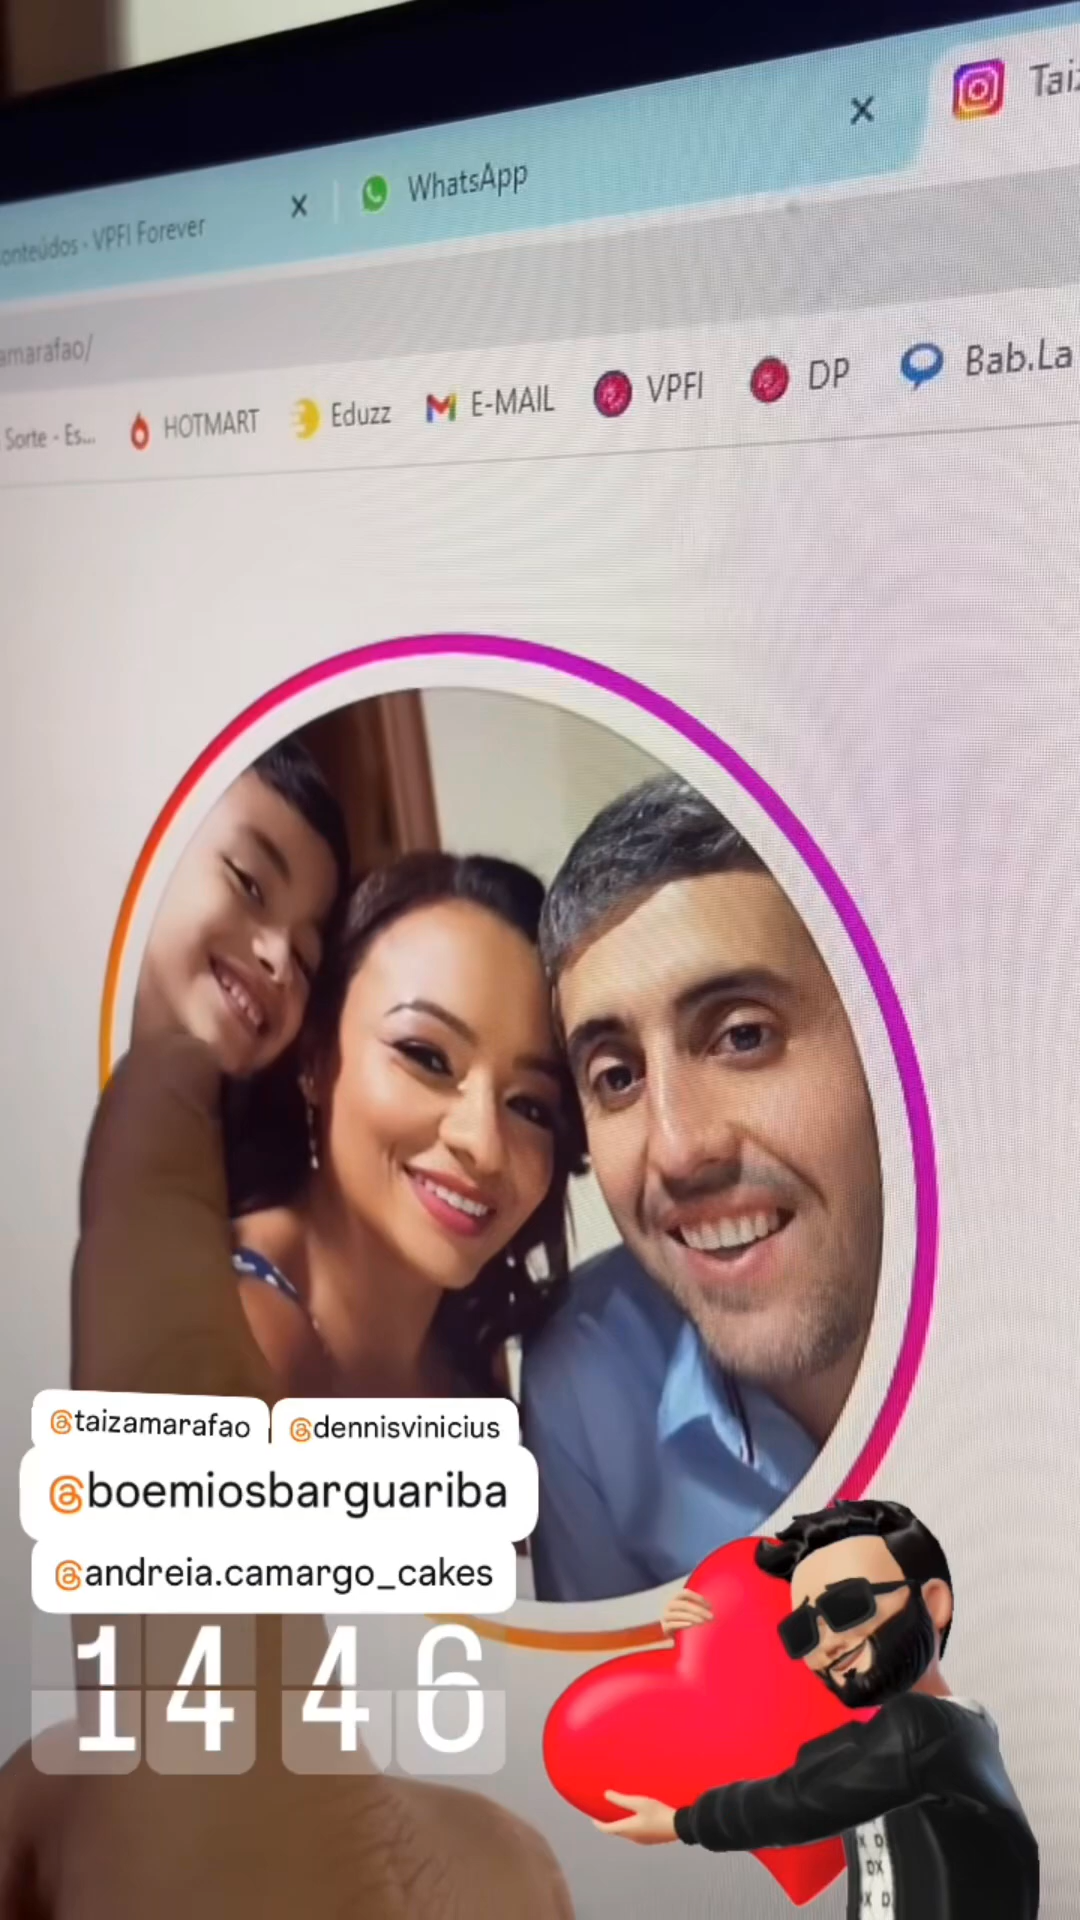 Tai
WhatsApp
onteúdos - VPFI Forever
amarafao/
Sorte - Es... HOTMART Eduzz E-MAIL VPFI DP Bab.La
@taizamarafao @dennisvinicius
@boemiosbarguariba
@andreia.camargo_cakes
14 46
X D
DX
X D